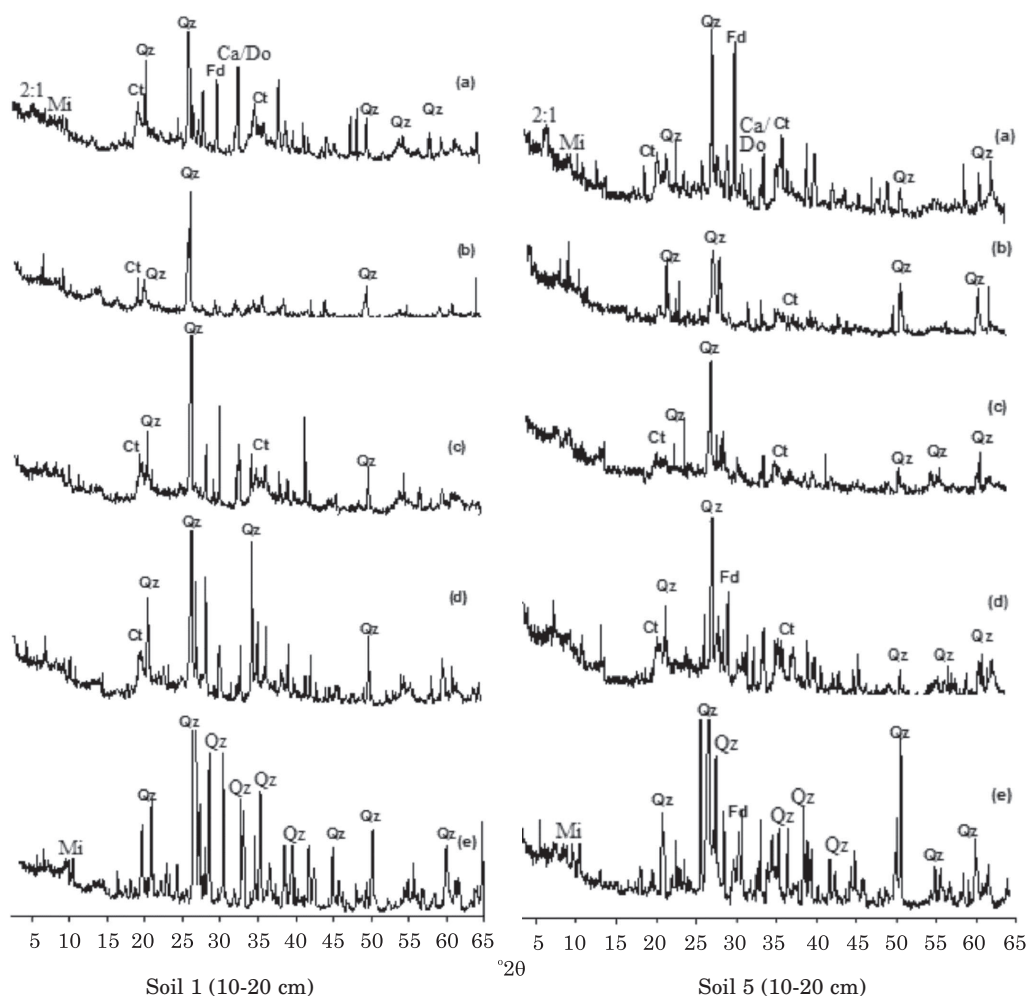 Qz
Qz
2:1
Mi
Ct
Fd
Ca/Do
Ct
Qz
Qz
Qz
(a)
Qz
Ct
Qz
Qz
(b)
Qz
Ct
Qz
Ct
Qz
(c)
Qz
Ct
Qz
Qz
Qz
(d)
Qz
Mi
Qz
Qz
Qz
Qz
Qz
Qz
Qz
Qz
(e)
5 10 20 25 30 35 40 45 50 55 60 65
Soil 1 (10-20 cm)
°2θ
Qz
Fd
2:1
Mi
Ct
Qz
Ca/
Do
Ct
Qz
Qz
(a)
Qz
Qz
Ct
Qz
Qz
(b)
Qz
Ct
Qz
Ct
Qz
Qz
Qz
(c)
Qz
Ct
Qz
Fd
Ct
Qz
Qz
Qz
(d)
Qz
Mi
Qz
Qz
Fd
Qz
Qz
Qz
Qz
Qz
Qz
(e)
5 10 15 20 25 30 35 40 45 50 55 60 65
Soil 5 (10-20 cm)